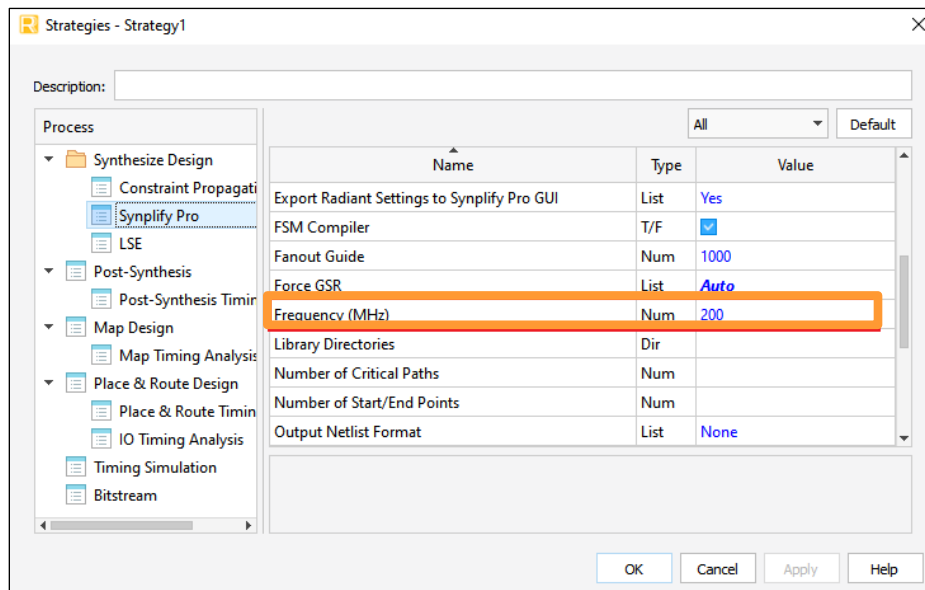 Strategies - Strategy1
Description:
Process
All
Default
Synthesize Design
Constraint Propagati
Synplify Pro
LSE
Post-Synthesis
Post-Synthesis Timin
Map Design
Map Timing Analysis
Place & Route Design
Place & Route Timin
IO Timing Analysis
Timing Simulation
Bitstream
Name Type Value
Export Radiant Settings to Synplify Pro GUI List Yes
FSM Compiler T/F
Fanout Guide Num 1000
Force GSR List Auto
Frequency (MHz) Num 200
Library Directories Dir
Number of Critical Paths Num
Number of Start/End Points Num
Output Netlist Format List None
OK Cancel Apply Help